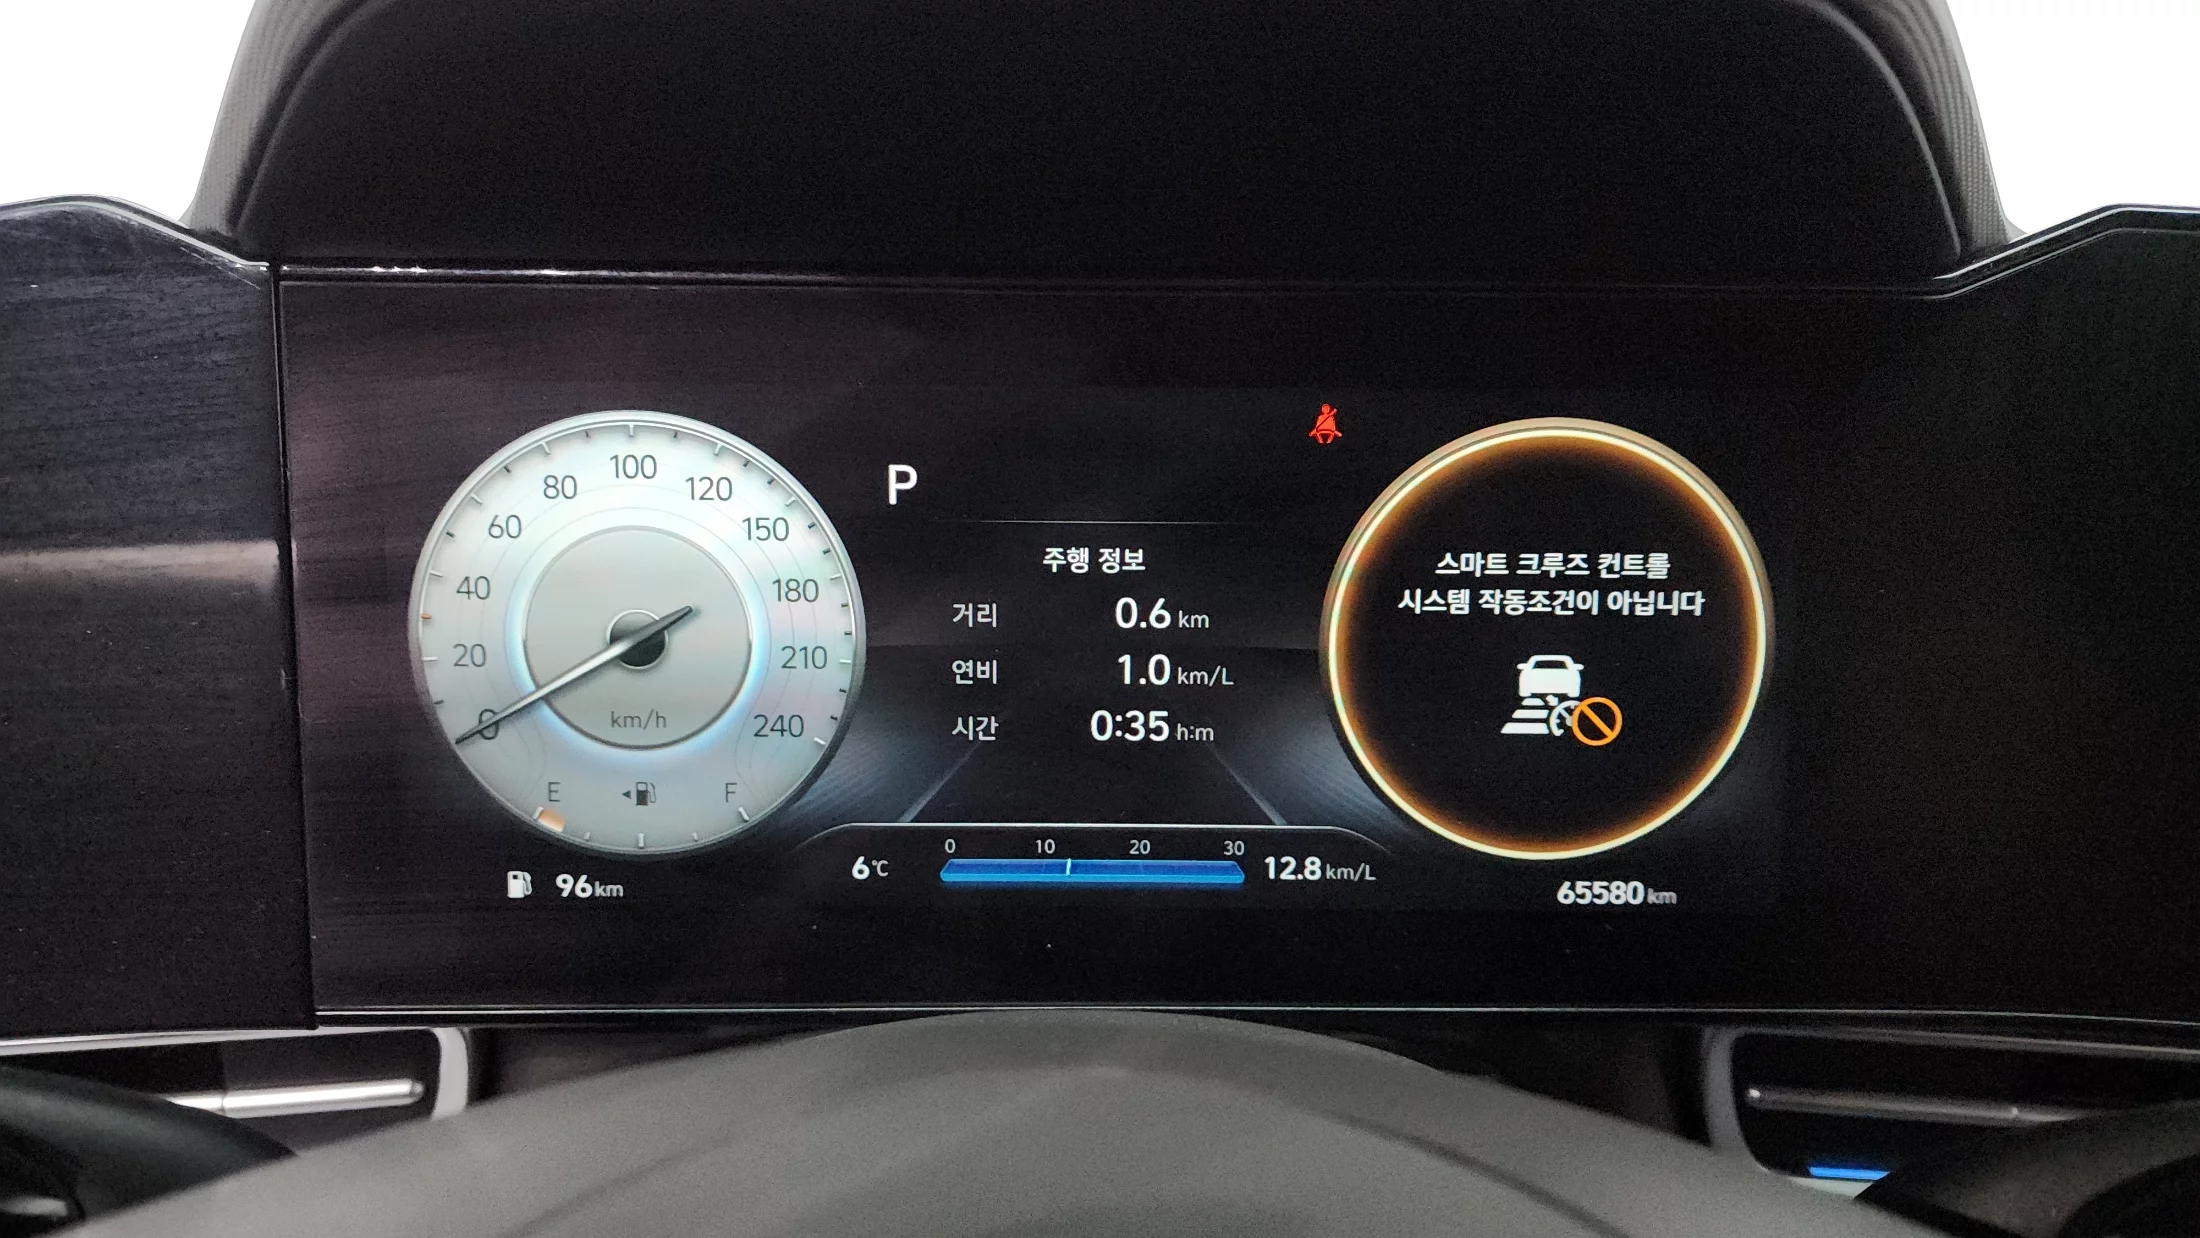 100
80
120
60
150
40
180
20
210
0
240
km/h
E
F
96km
P
주행 정보
거리 0.6 km
연비 1.0 km/L
시간 0:35 h:m
0 10 20 30
6°C
12.8 km/L
스마트 크루즈 컨트롤
시스템 작동조건이 아닙니다
65580km